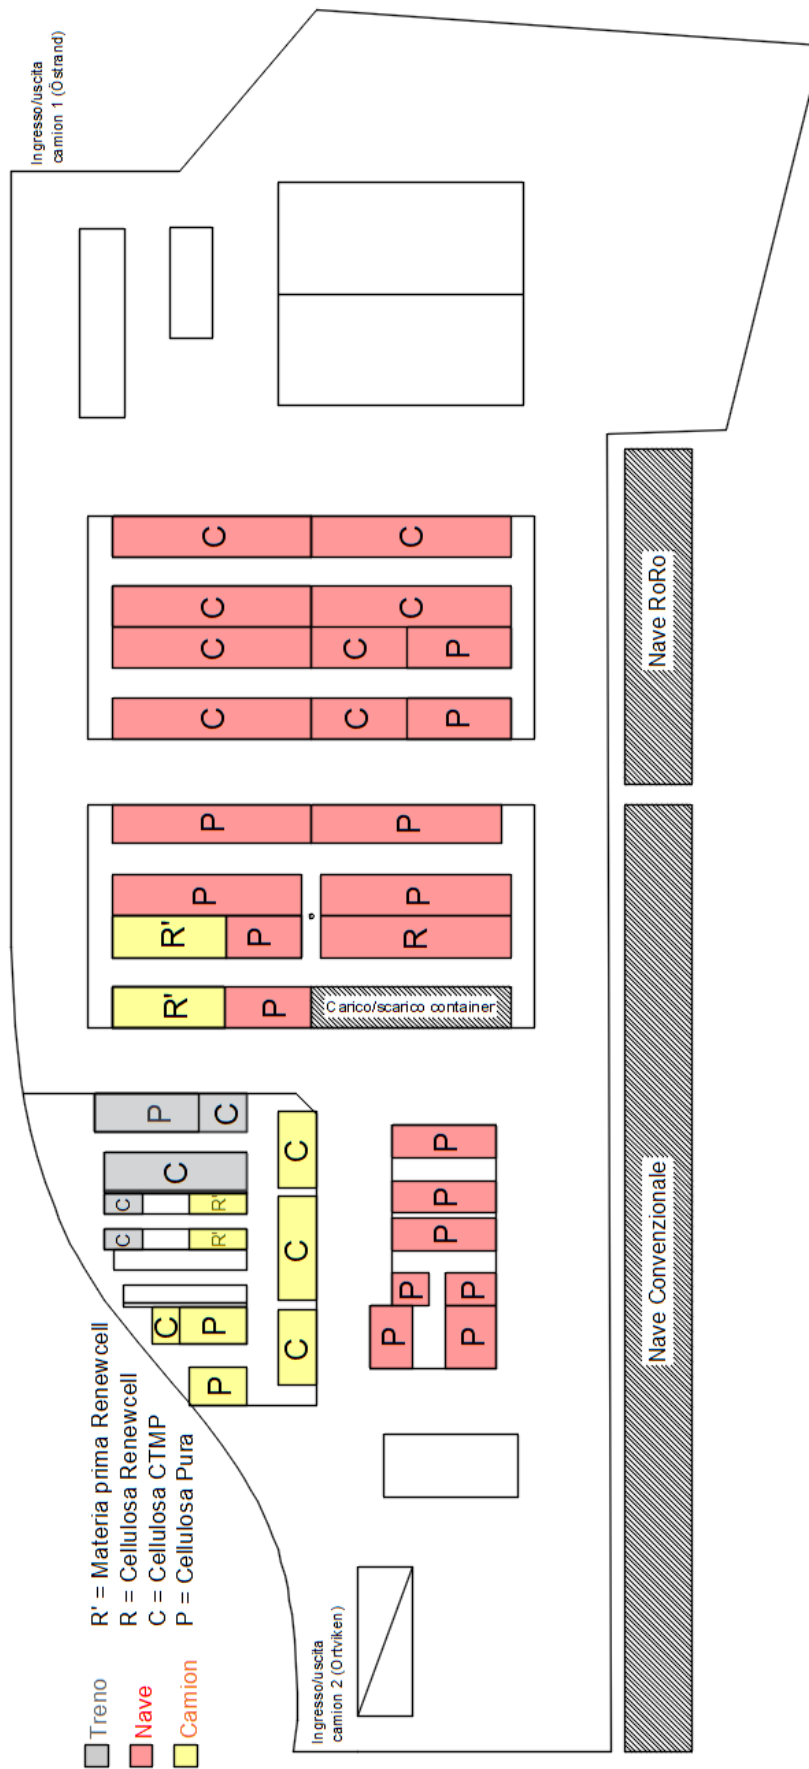 Ingresso/uscita
camion 1 (Östrand)
Treno
Nave
Camion
R' = Materia prima Renewcell
R = Cellulosa Renewcell
C = Cellulosa CTMP
P = Cellulosa Pura
Ingresso/uscita
camion 2 (Ortviken)
P
C
P
C
R'
C
R'
C
P
C
C
C
C
P
P
P
P
P
P
P
R'
P
Carico/scarico container
R'
P
R
P
P
P
P
C
C
P
C
C
P
C
C
C
C
Nave Convenzionale
Nave RoRo